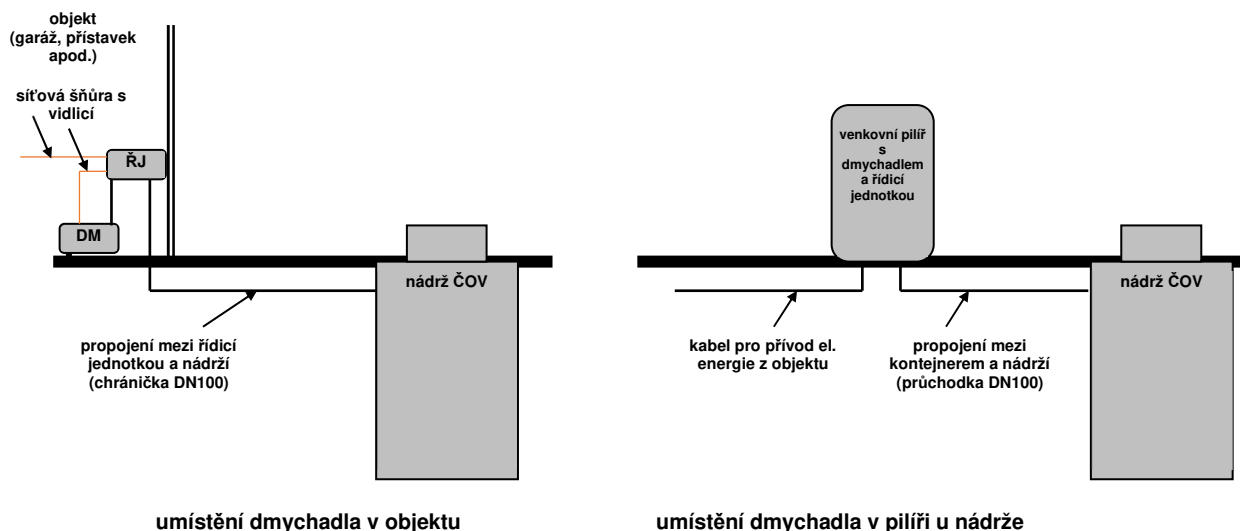 objekt
(garáž, přístavek
apod.)
síťová šňůra s
vidlicí
ŘJ
DM
nádrž ČOV
propojení mezi řídicí
jednotkou a nádrží
(chránička DN100)
umístění dmychadla v objektu
venkovní pilíř
s
dmychadlem
a řídicí
jednotkou
nádrž ČOV
kabel pro přívod el.
energie z objektu
propojení mezi
kontejnerem a nádrží
(průchodka DN100)
umístění dmychadla v pilíři u nádrže